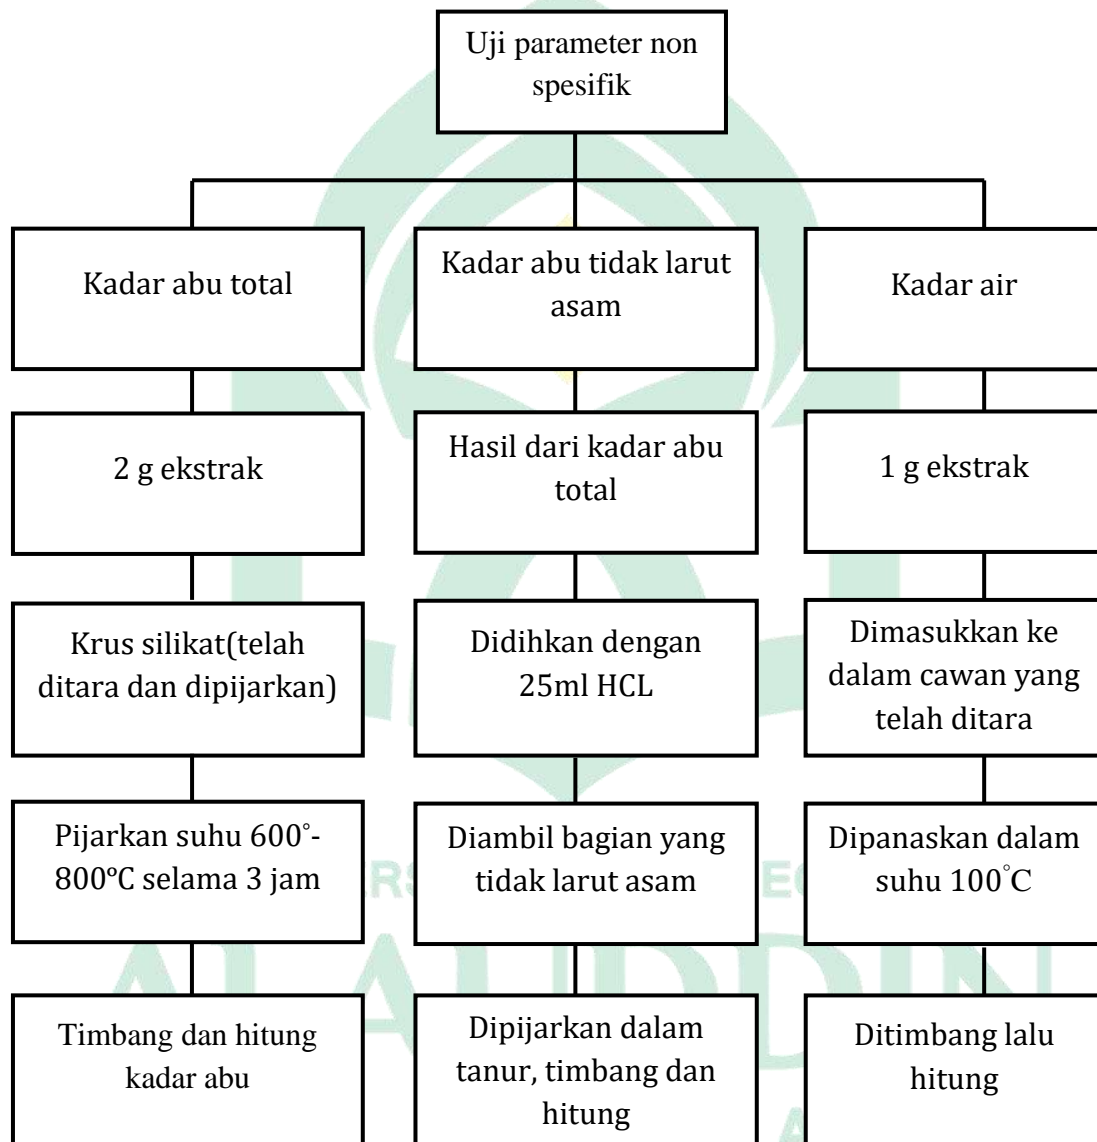 Uji parameter non
spesifik
Kadar abu total
Kadar abu tidak larut
asam
Kadar air
2 g ekstrak
Hasil dari kadar abu
total
1 g ekstrak
Krus silikat(telah
ditara dan dipijarkan)
Didihkan dengan
25ml HCL
Dimasukkan ke
dalam cawan yang
telah ditara
Pijarkan suhu 600°-
800°C selama 3 jam
Diambil bagian yang
tidak larut asam
Dipanaskan dalam
suhu 100°C
ALAUDDIN
Timbang dan hitung
kadar abu
Dipijarkan dalam
tanur, timbang dan
hitung
Ditimbang lalu
hitung